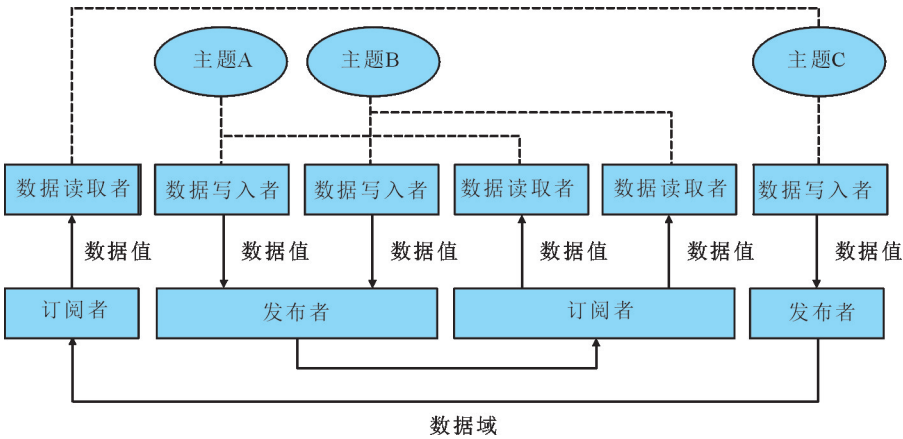 主题A
主题B
主题C
数据读取者
数据写入者
数据写入者
数据读取者
数据读取者
数据写入者
数据值
数据值
数据值
数据值
数据值
数据值
订阅者
发布者
订阅者
发布者
数据域